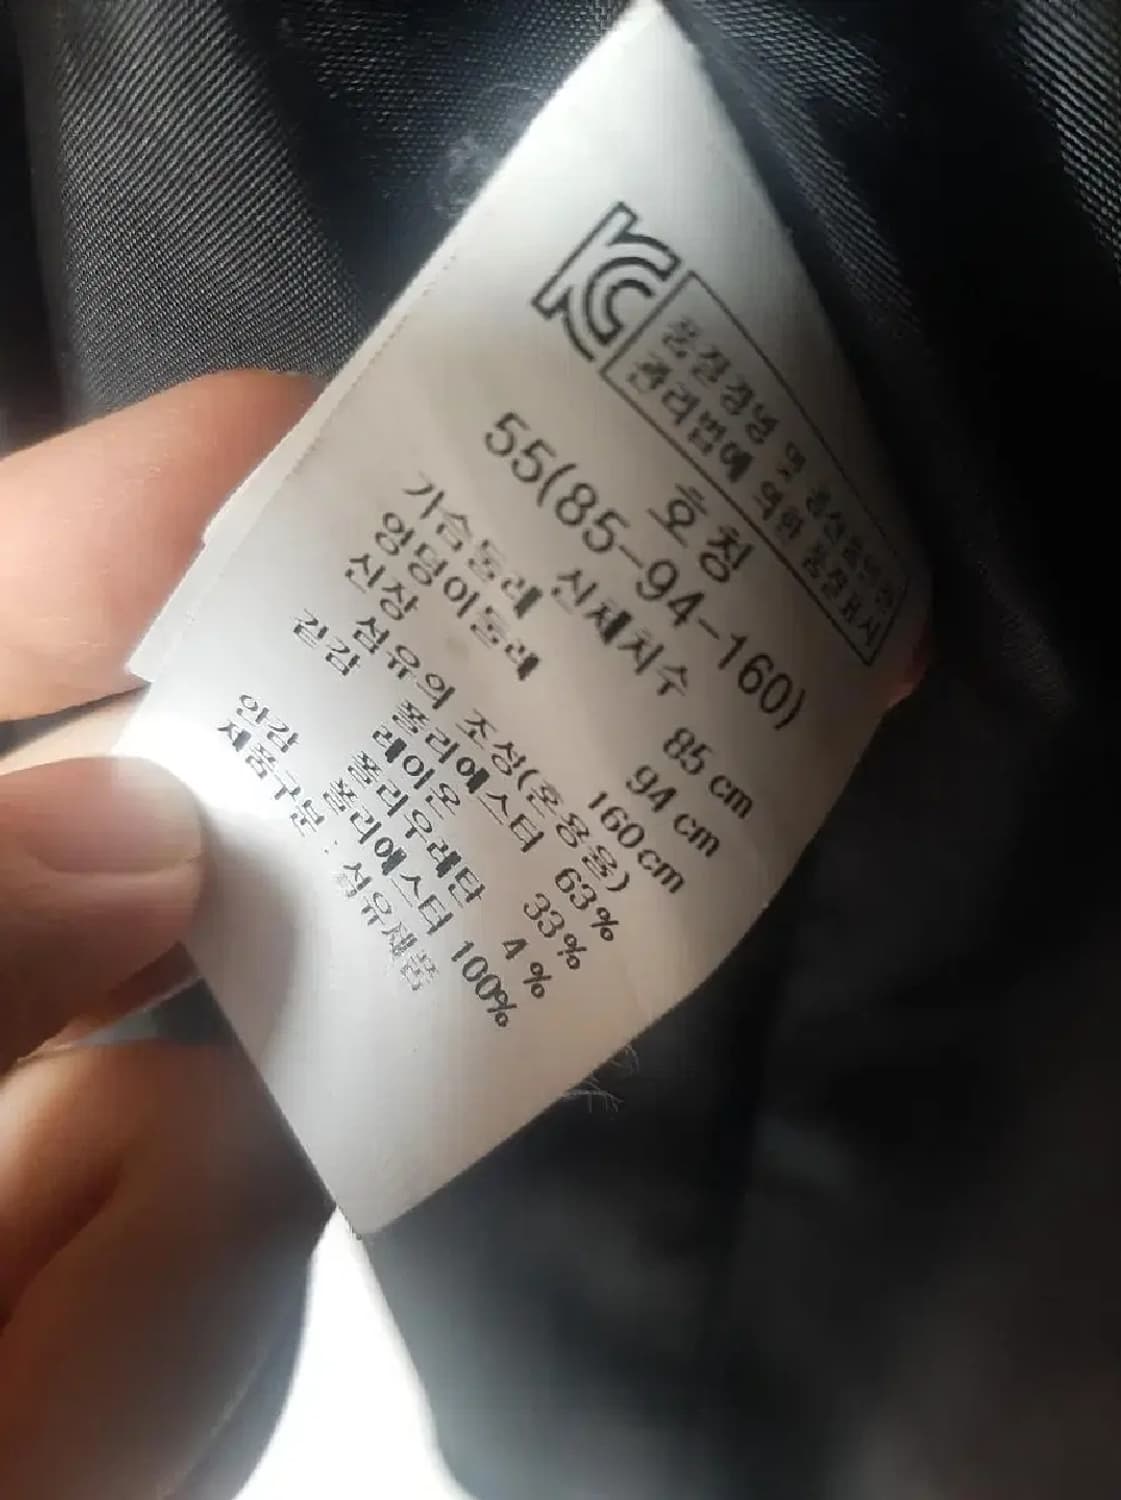 KC
품질경영 및 공산품안전
관리법에 의한 품질표시
호칭
55(85-94-160)
신체치수
가슴둘레 85 cm
엉덩이둘레 94 cm
신장 160 cm
섬유의 조성(혼용율)
겉감 폴리에스터 63%
레이온 33%
폴리우레탄 4 %
안감 폴리에스터 100%
제품구분 : 섬유제품